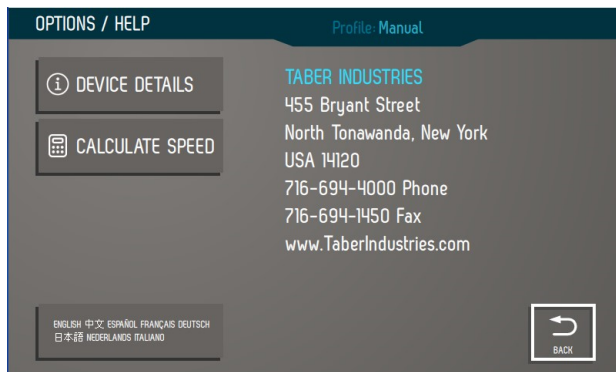 OPTIONS / HELP
Profile: Manual
DEVICE DETAILS
CALCULATE SPEED
TABER INDUSTRIES
455 Bryant Street
North Tonawanda, New York
USA 14120
716-694-4000 Phone
716-694-1450 Fax
www.TaberIndustries.com
ENGLISH 中文 ESPAÑOL FRANÇAIS DEUTSCH
日本語 NEDERLANDS ITALIANO
BACK